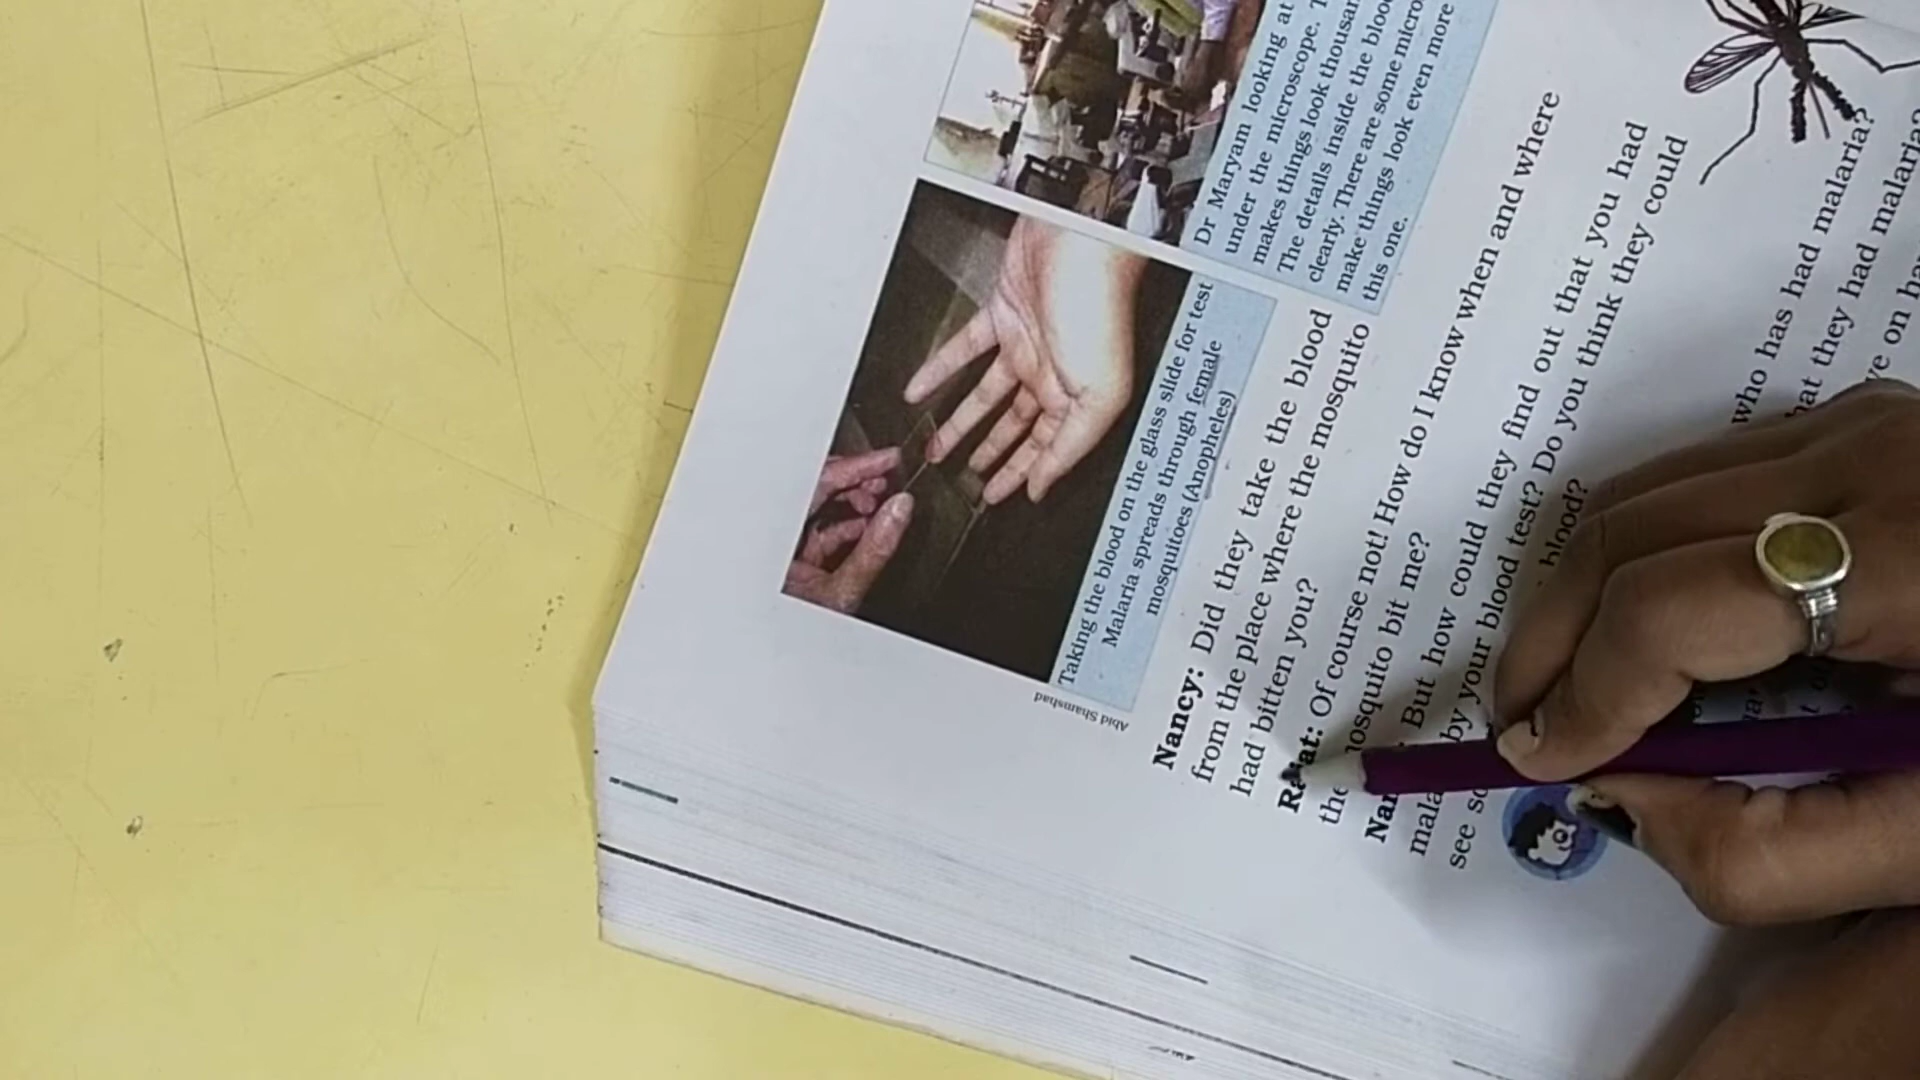 Taking the blood on the glass slide for test
Malaria spreads through female
mosquitoes (Anopheles)
Abid Shamshad
Dr Maryam looking at
under the microscope.
makes things look thousan
The details inside the blood
clearly. There are some micro
make things look even more
this one.
Nancy: Did they take the blood
from the place where the mosquito
had bitten you?
Rajat: Of course not! How do I know when and where
the mosquito bit me?
But how could they find out that you had
by your blood test? Do you think they could
see blood?
who has had malaria?
that they had malaria?
on